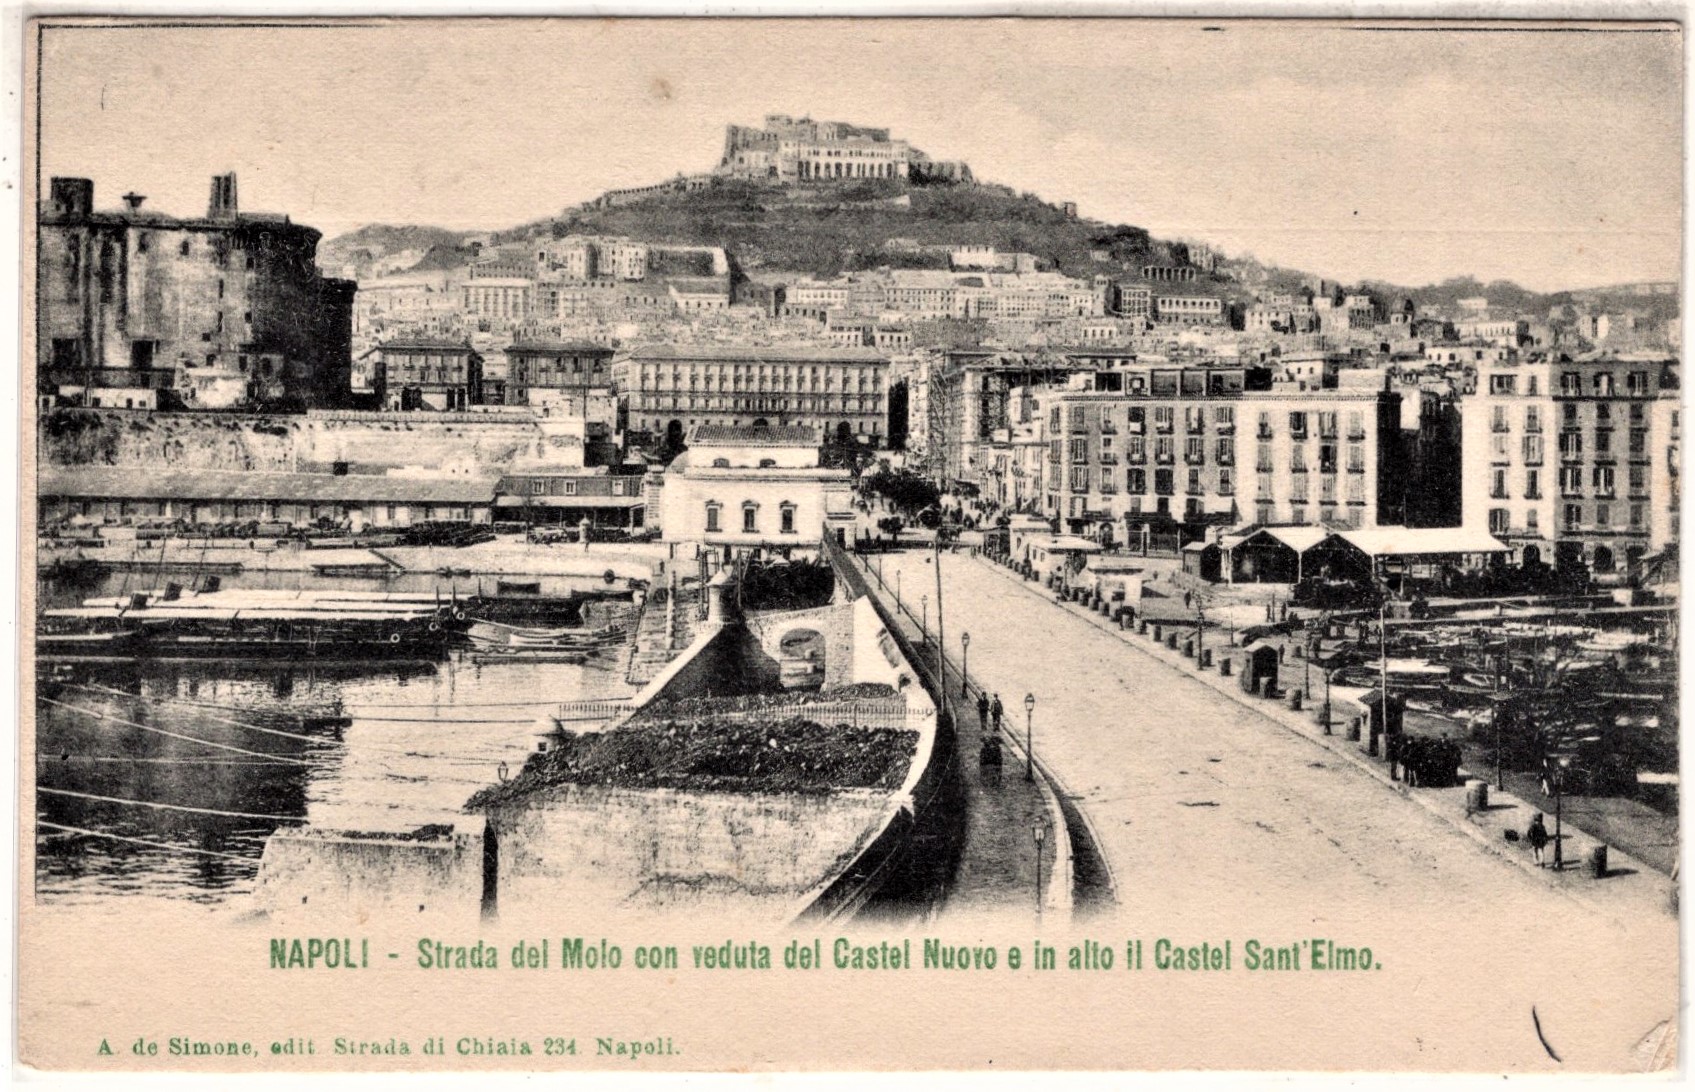 NAPOLI - Strada del Molo con veduta del Castel Nuovo e in alto il Castel Sant'Elmo.
A. de Simone, edit. Strada di Chiaia 234. Napoli.